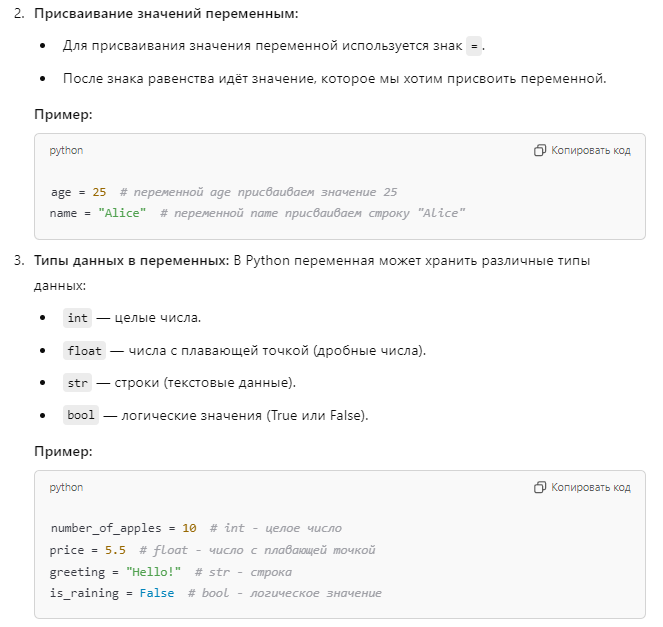 2. Присваивание значений переменным:
• Для присваивания значения переменной используется знак = .
• После знака равенства идёт значение, которое мы хотим присвоить переменной.
Пример:
python Копировать код
age = 25  # переменной age присваиваем значение 25
name = "Alice"  # переменной name присваиваем строку "Alice"
3. Типы данных в переменных: В Python переменная может хранить различные типы
данных:
• int — целые числа.
• float — числа с плавающей точкой (дробные числа).
• str — строки (текстовые данные).
• bool — логические значения (True или False).
Пример:
python Копировать код
number_of_apples = 10  # int - целое число
price = 5.5  # float - число с плавающей точкой
greeting = "Hello!"  # str - строка
is_raining = False  # bool - логическое значение